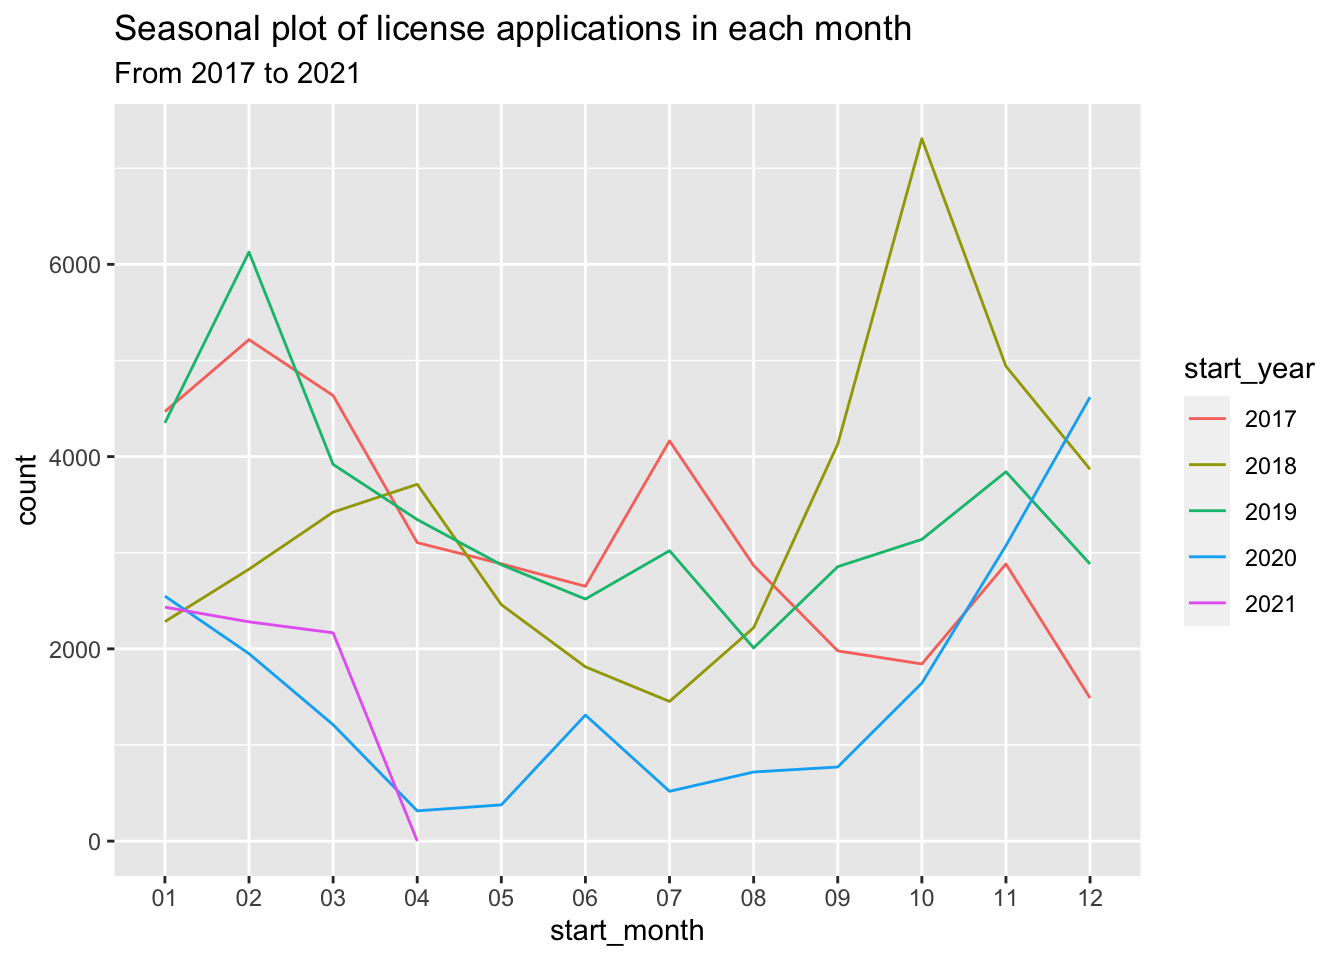 Seasonal plot of license applications in each month
From 2017 to 2021
6000
4000
2000
0
count
01 02 03 04 05 06 07 08 09 10 11 12
start_month
start_year
2017
2018
2019
2020
2021